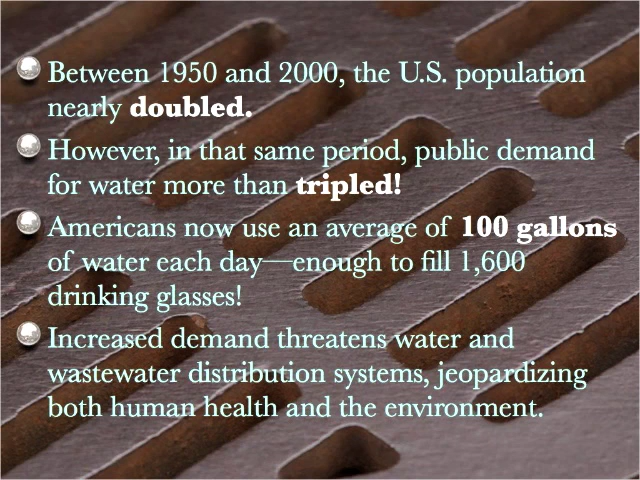 Between 1950 and 2000, the U.S. population
nearly doubled.
However, in that same period, public demand
for water more than tripled!
Americans now use an average of 100 gallons
of water each day—enough to fill 1,600
drinking glasses!
Increased demand threatens water and
wastewater distribution systems, jeopardizing
both human health and the environment.